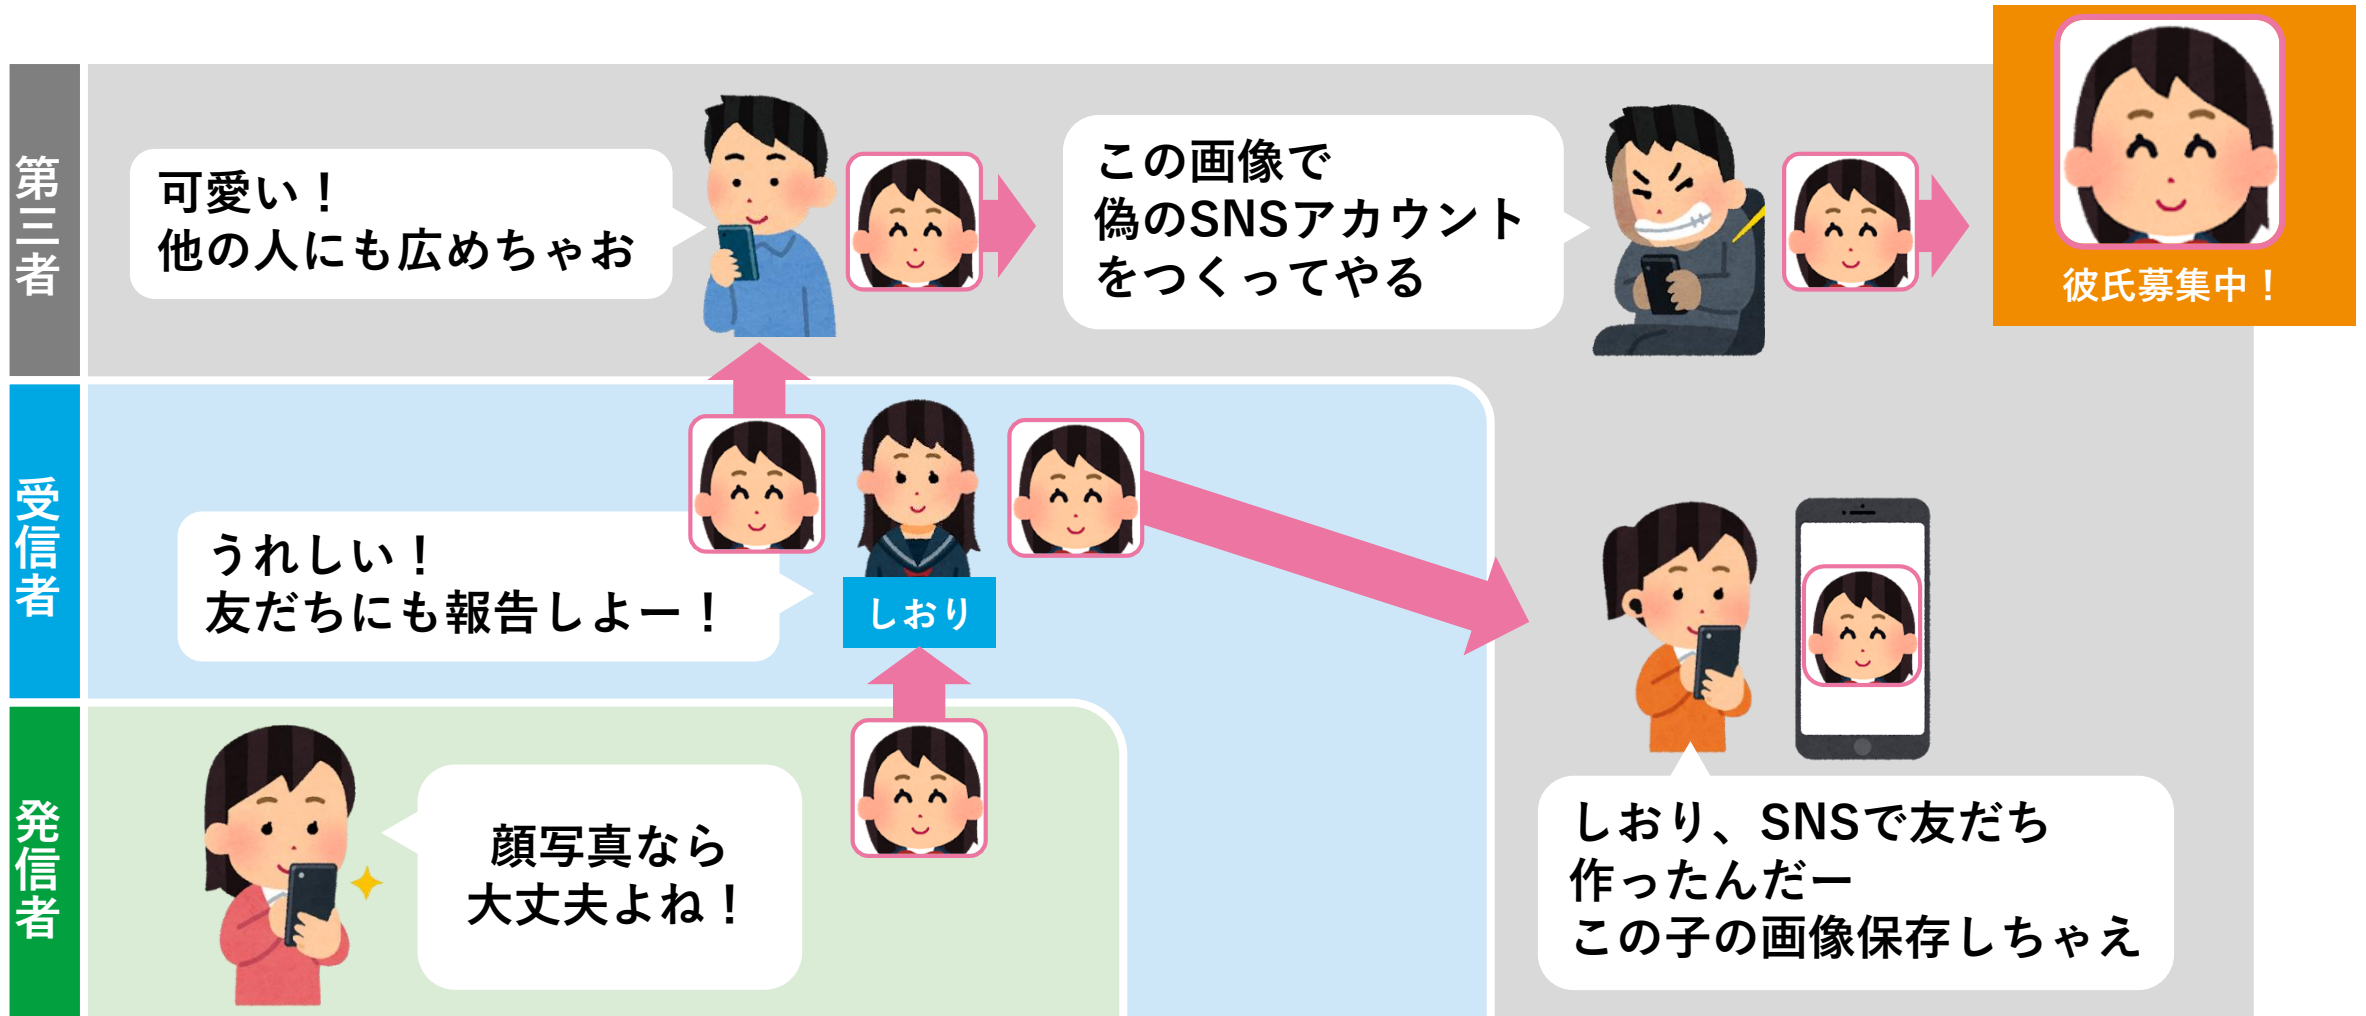 第三者
可愛い！
他の人にも広めちゃお
この画像で
偽のSNSアカウント
をつくってやる
彼氏募集中！
受信者
うれしい！
友だちにも報告しよー！
しおり
発信者
顔写真なら
大丈夫よね！
しおり、SNSで友だち
作ったんだー
この子の画像保存しちゃえ